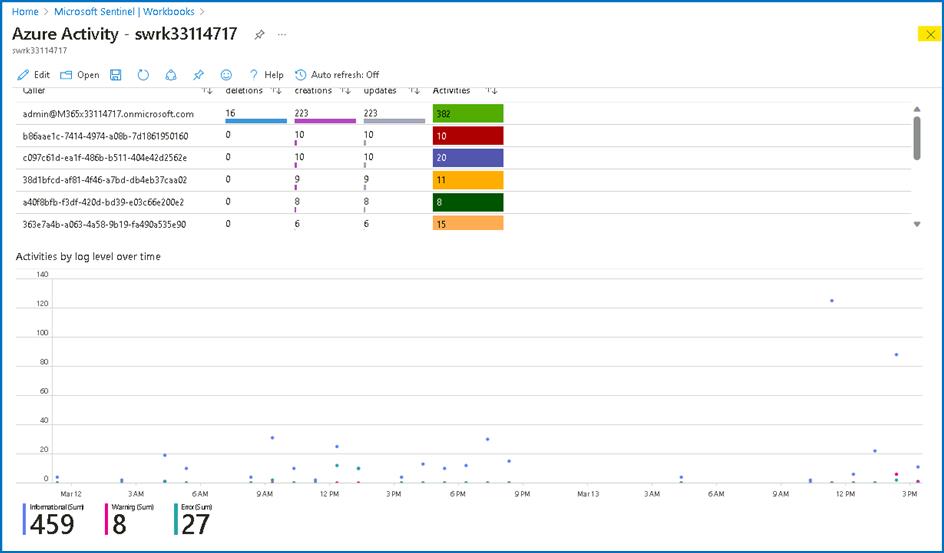 Home > Microsoft Sentinel | Workbooks >
Azure Activity - swrk33114717 ...
swrk33114717
Edit Open Help Auto refresh: Off
Caller deletions creations updates Activities
admin@M365x33114717.onmicrosoft.com 16 223 223 382
b86aae1c-7414-4974-a08b-7d1861950160 0 10 10 10
c097c61d-ea1f-486b-b511-404e42d2562e 0 10 10 20
38d1bfcd-af81-4f46-a7bd-db4eb37caa02 0 9 9 11
a40f8bfb-f3df-420d-bd39-e03c66e200e2 0 8 8 8
363e7a4b-a063-4a58-9b19-fa490a535e90 0 6 6 15
Activities by log level over time
140
120
100
80
60
40
20
0
Mar 12 3 AM 6 AM 9 AM 12 PM 3 PM 6 PM 9 PM Mar 13 3 AM 6 AM 9 AM 12 PM 3 PM
Informational (Sum) Warning (Sum) Error (Sum)
459 8 27